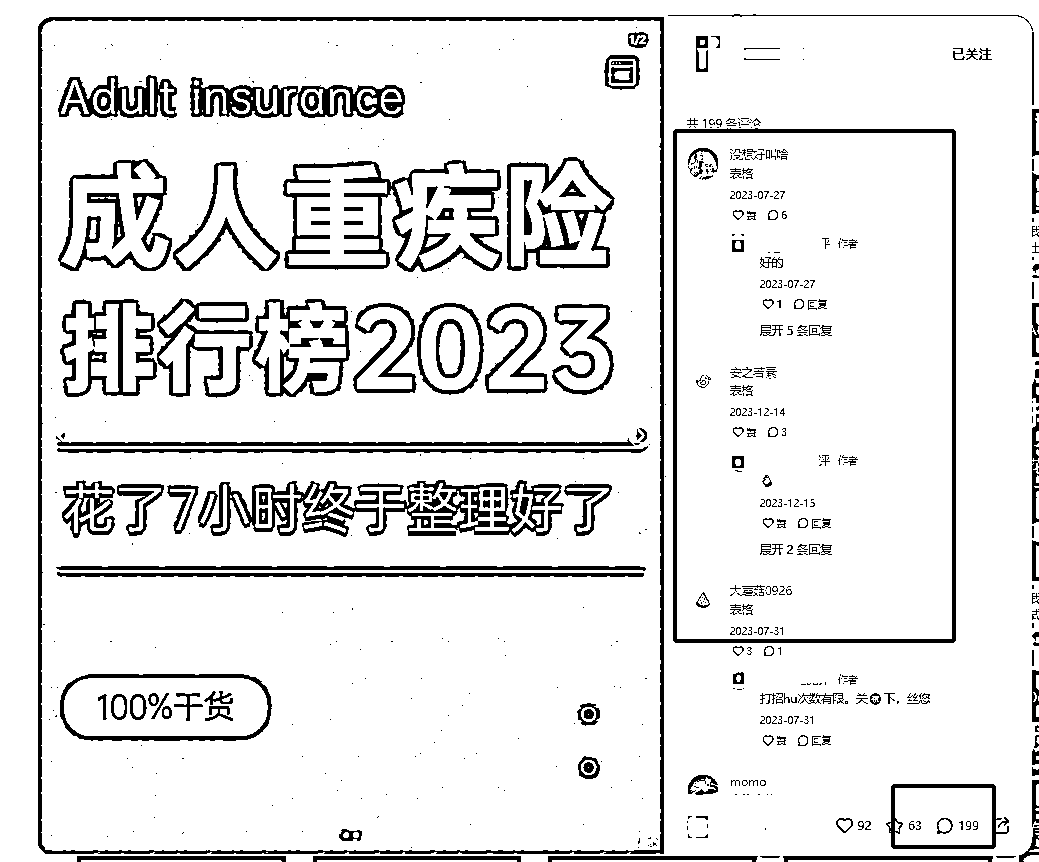 1/2
Adult insurance
成人重疾险
排行榜2023
花了7小时终于整理好了
100%干货
已关注
共 199 条评论
没想好叫啥
表格
2023-07-27
赞 6
作者
好的
2023-07-27
1 回复
展开 5 条回复
安之若素
表格
2023-12-14
赞 3
评 作者
2023-12-15
赞 回复
展开 2 条回复
大蘑菇0926
表格
2023-07-31
3 1
作者
打招hu次数有限。关下，丝您
2023-07-31
赞 回复
momo
92 63 199